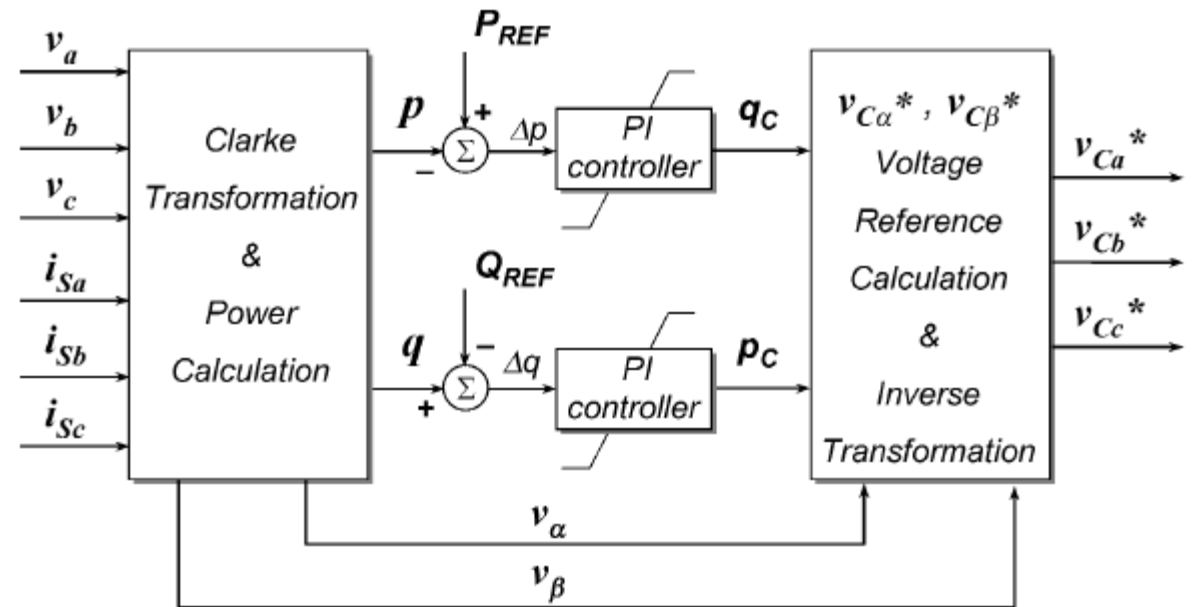 v_a
v_b
v_c
i_Sa
i_Sb
i_Sc
Clarke
Transformation
&
Power
Calculation
P_REF
p
+
−
Σ
Δp
PI
controller
q_C
Q_REF
q
−
+
Σ
Δq
PI
controller
p_C
v_Cα* , v_Cβ*
Voltage
Reference
Calculation
&
Inverse
Transformation
v_Ca*
v_Cb*
v_Cc*
v_α
v_β